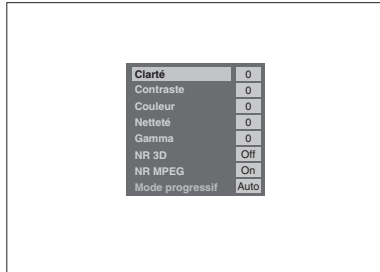 Clarté 0
Contraste 0
Couleur 0
Netteté 0
Gamma 0
NR 3D Off
NR MPEG On
Mode progressif Auto